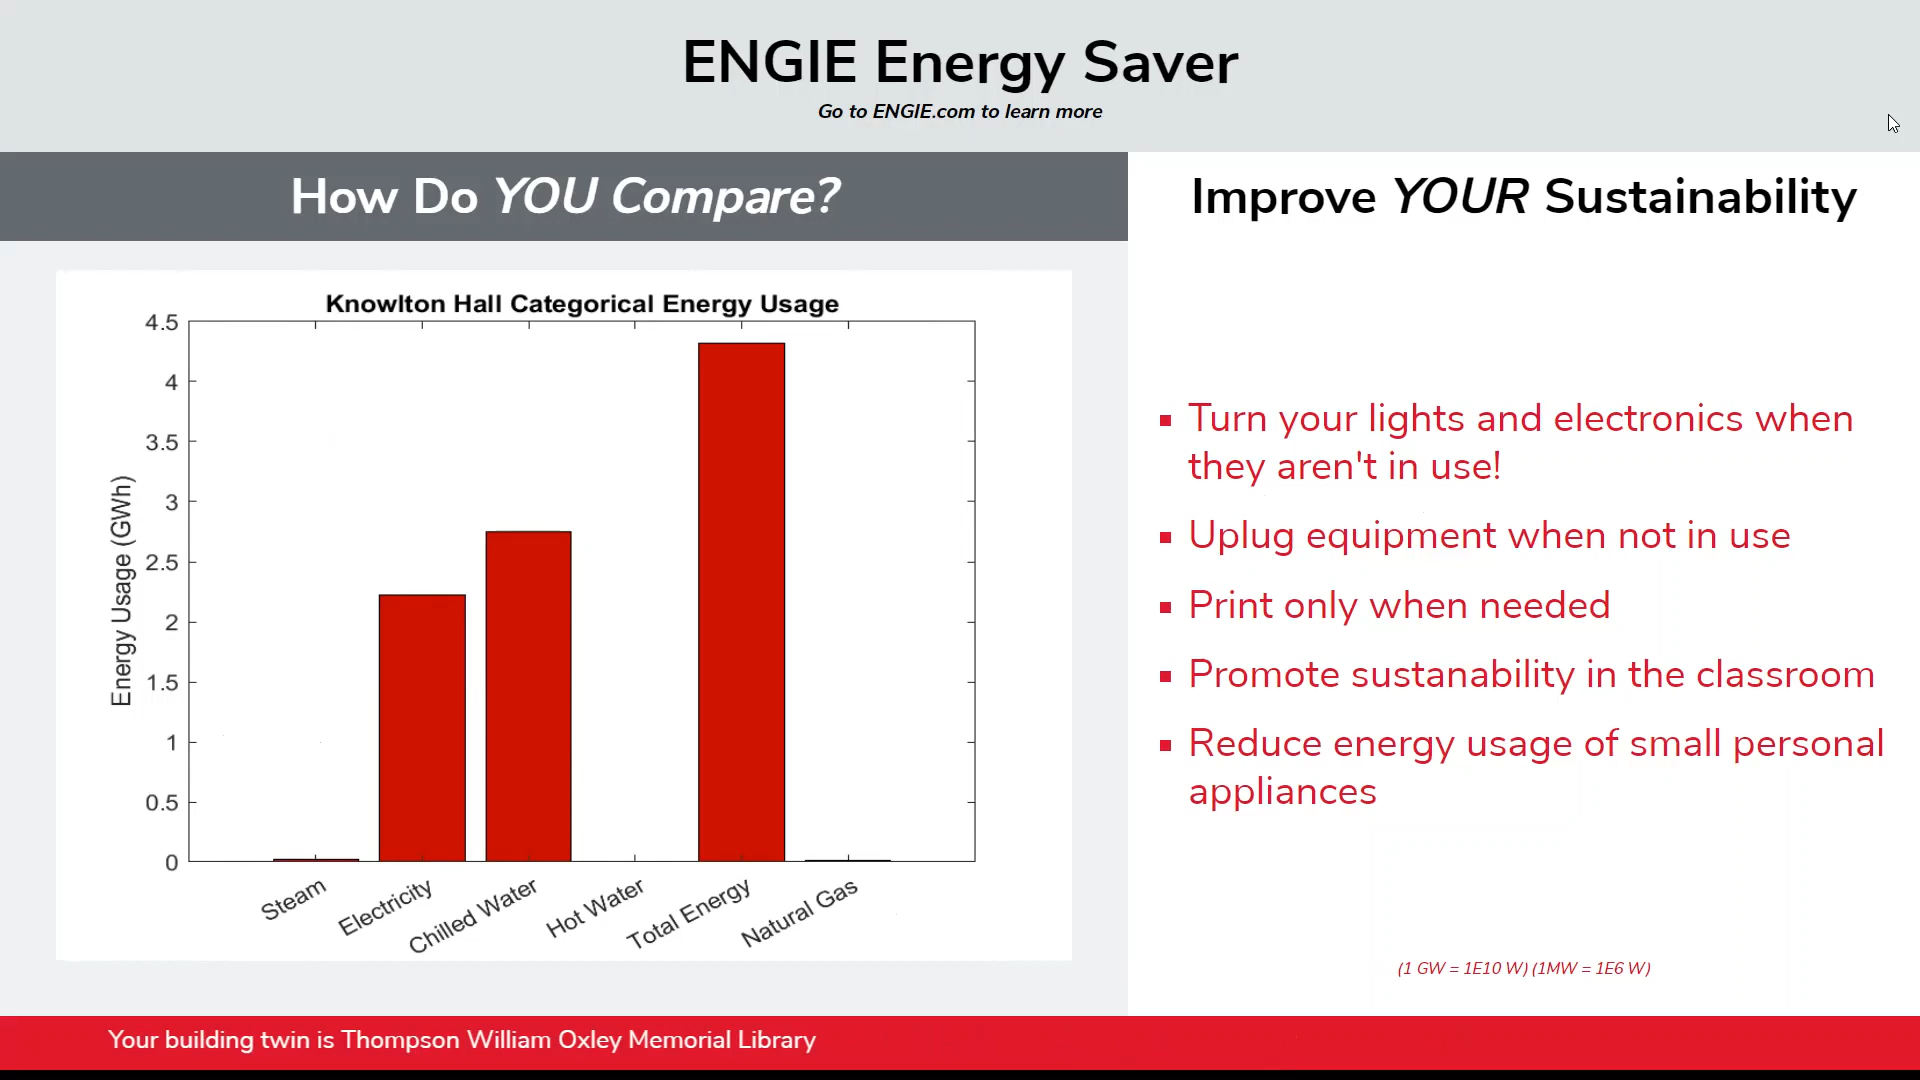 ENGIE Energy Saver
Go to ENGIE.com to learn more
How Do YOU Compare?
Knowlton Hall Categorical Energy Usage
Energy Usage (GWh)
4.5
4
3.5
3
2.5
2
1.5
1
0.5
0
Steam
Electricity
Chilled Water
Hot Water
Total Energy
Natural Gas
Improve YOUR Sustainability
Turn your lights and electronics when
they aren't in use!
Uplug equipment when not in use
Print only when needed
Promote sustanability in the classroom
Reduce energy usage of small personal
appliances
(1 GW = 1E10 W) (1MW = 1E6 W)
Your building twin is Thompson William Oxley Memorial Library